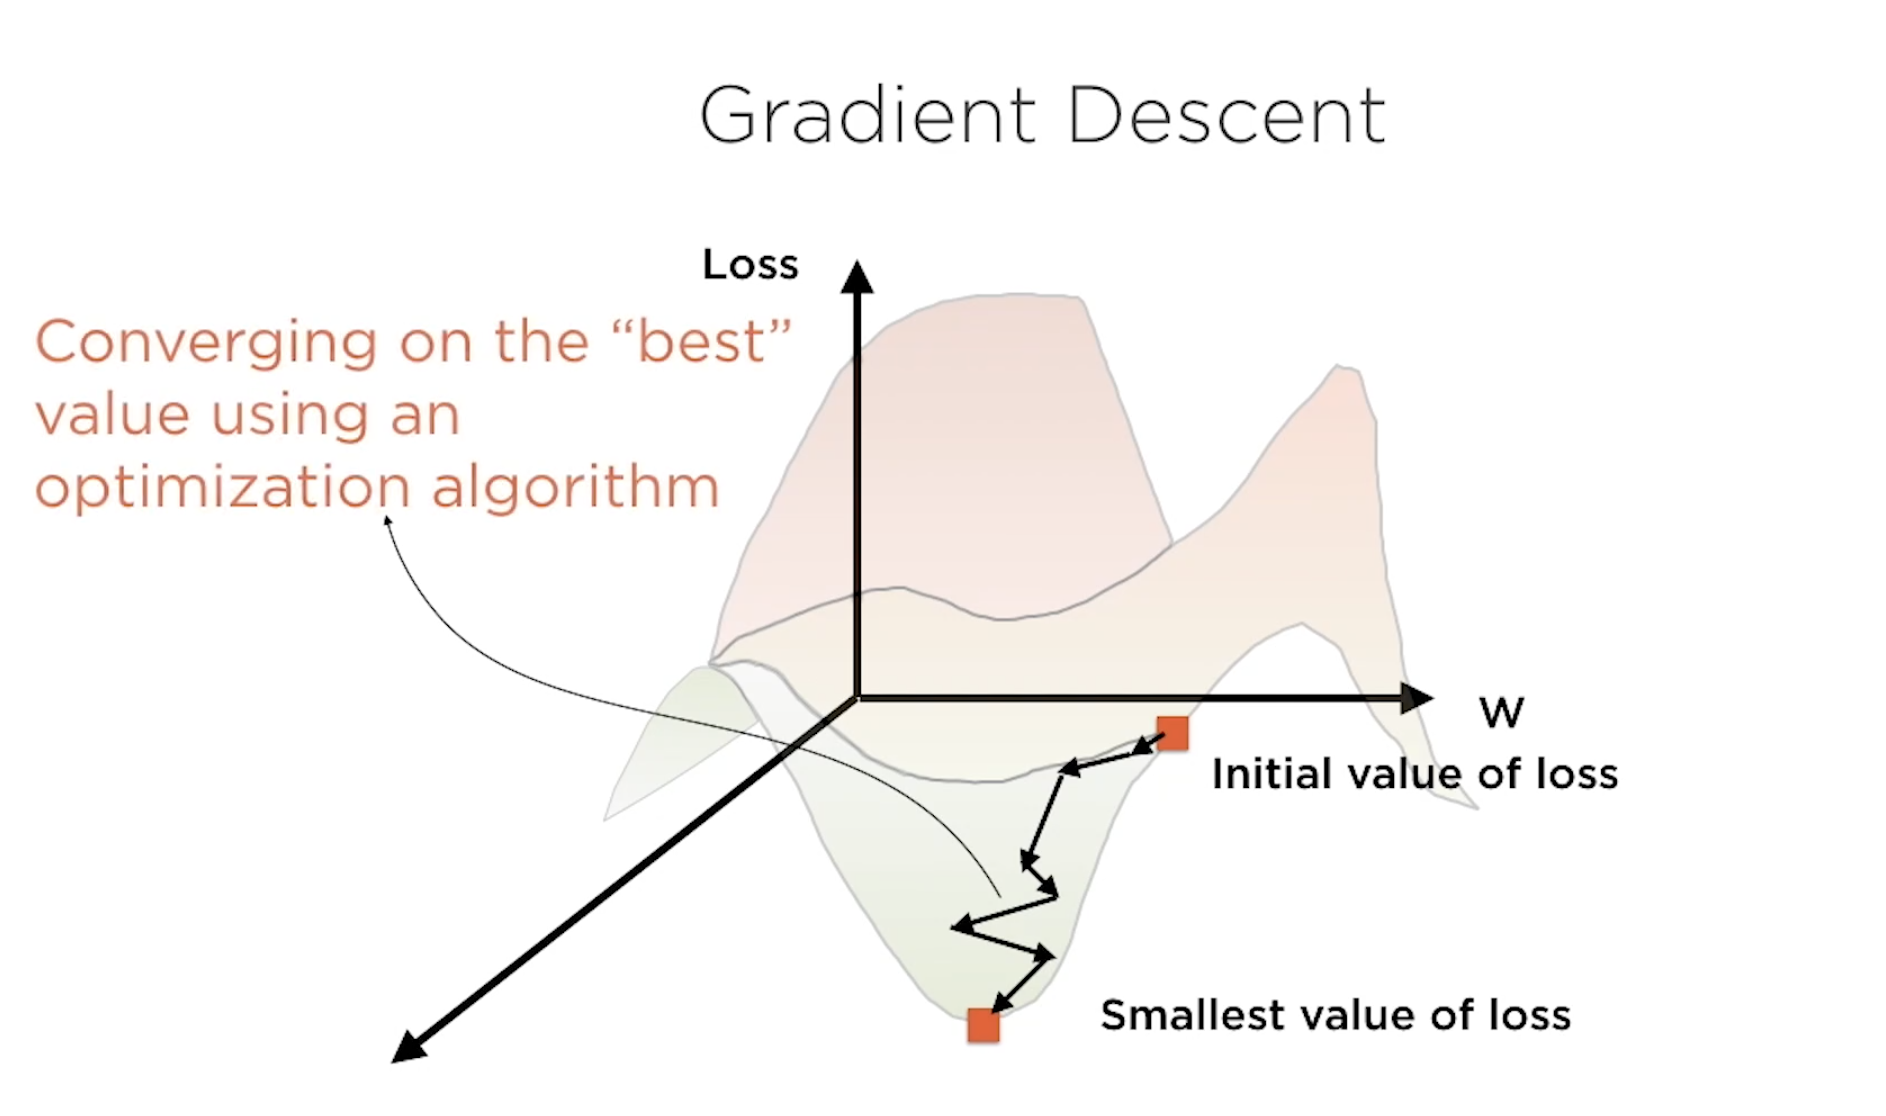 Gradient Descent
Loss
Converging on the “best”
value using an
optimization algorithm
W
Initial value of loss
Smallest value of loss